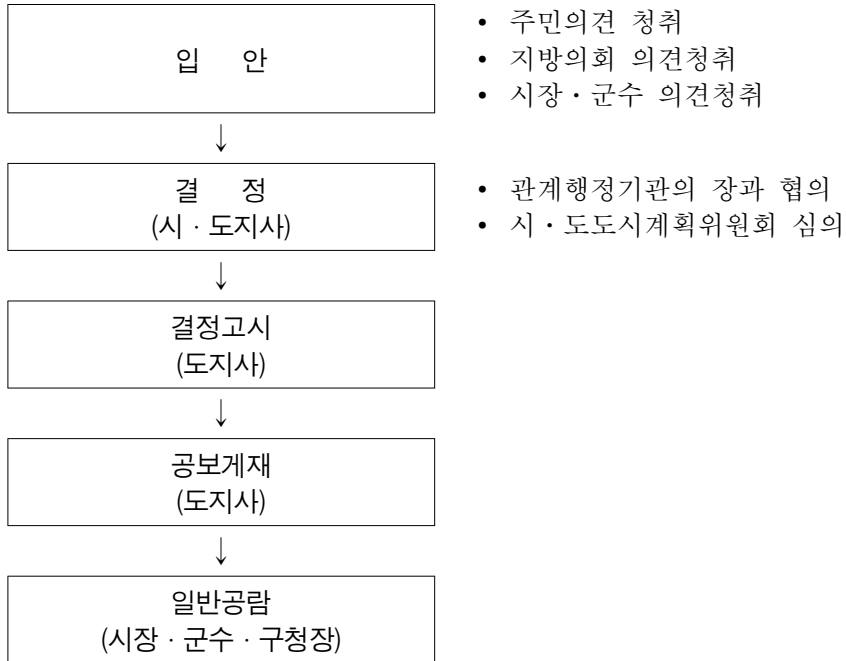 입 안
• 주민의견 청취
• 지방의회 의견청취
• 시장・군수 의견청취
↓
결 정
(시ㆍ도지사)
• 관계행정기관의 장과 협의
• 시・도도시계획위원회 심의
↓
결정고시
(도지사)
↓
공보게재
(도지사)
↓
일반공람
(시장ㆍ군수ㆍ구청장)